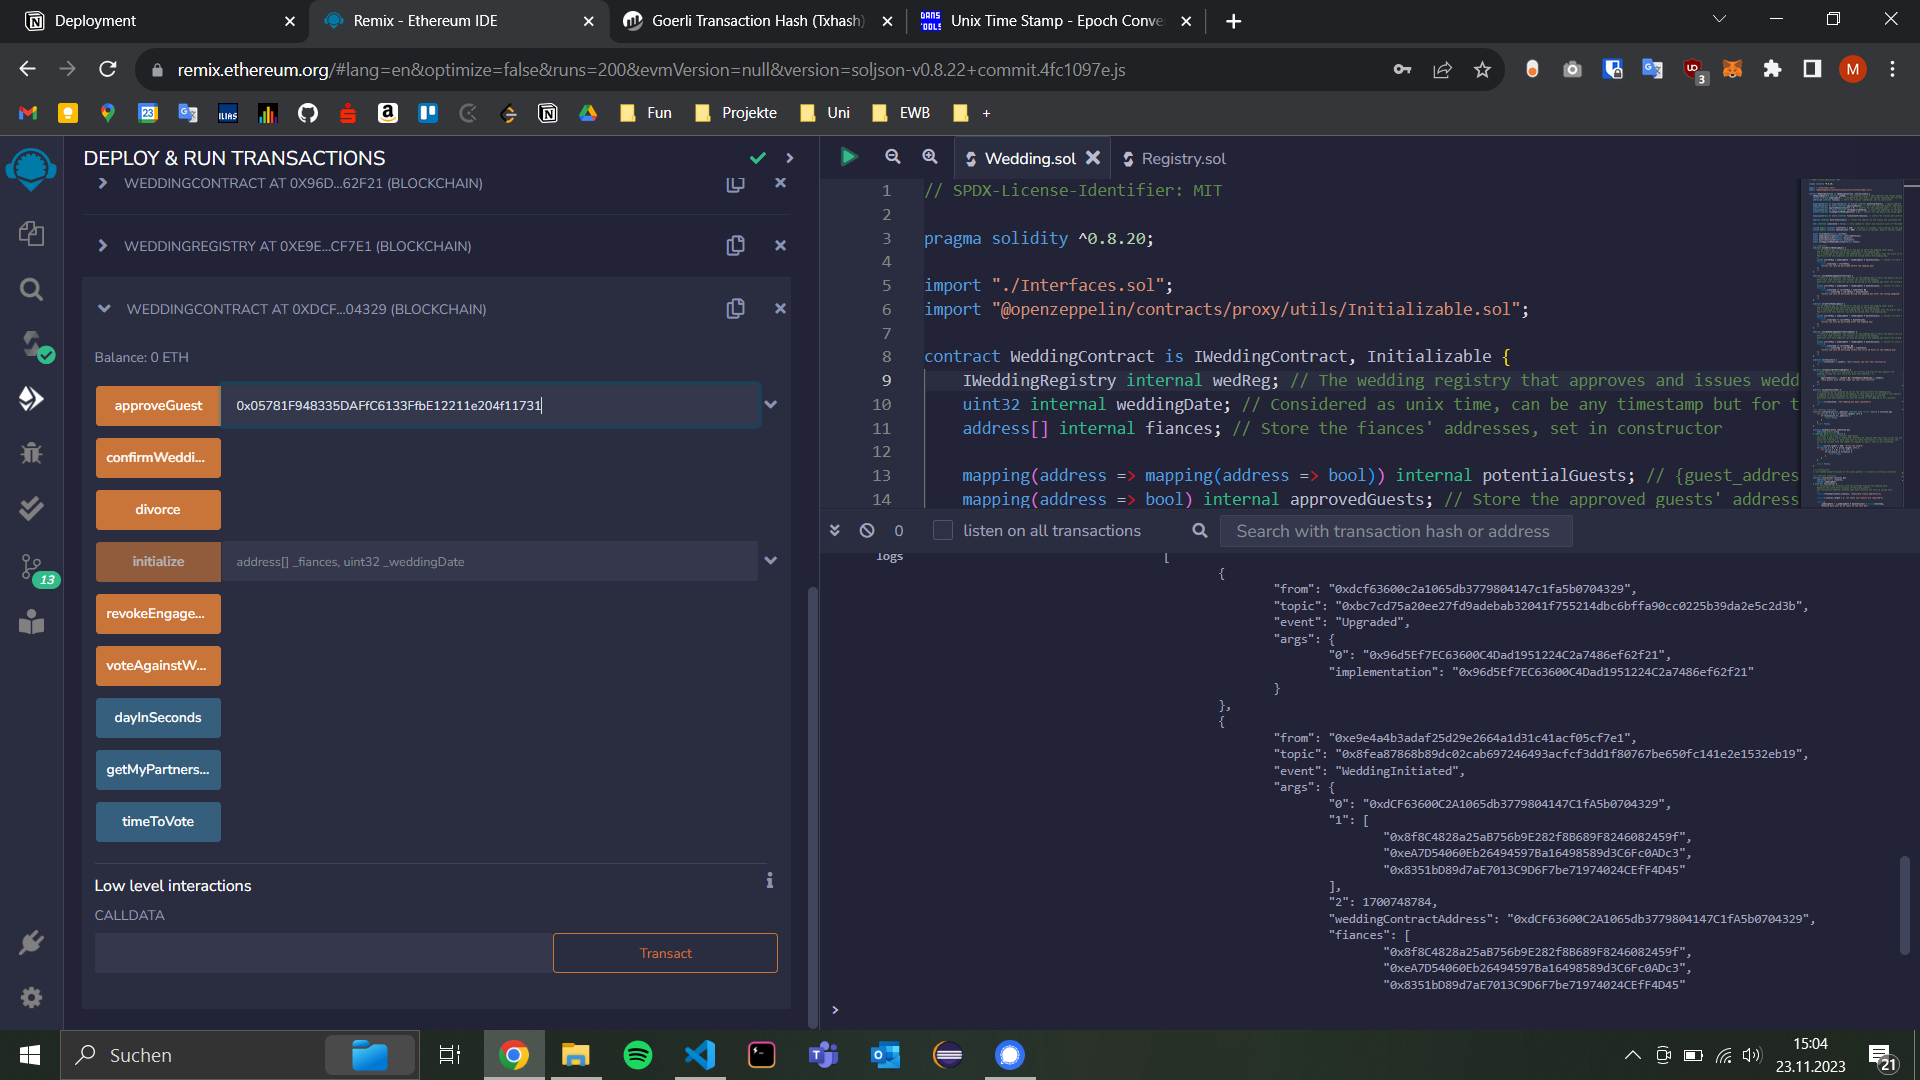 Deployment
Remix - Ethereum IDE
Goerli Transaction Hash (Txhash)
Unix Time Stamp - Epoch Conve
remix.ethereum.org/#lang=en&optimize=false&runs=200&evmVersion=null&version=soljson-v0.8.22+commit.4fc1097e.js
3
M
23
ILIAS
Fun
Projekte
Uni
EWB
+
DEPLOY & RUN TRANSACTIONS
WEDDINGCONTRACT AT 0X96D...62F21 (BLOCKCHAIN)
WEDDINGREGISTRY AT 0XE9E...CF7E1 (BLOCKCHAIN)
WEDDINGCONTRACT AT 0XDCF...04329 (BLOCKCHAIN)
Balance: 0 ETH
approveGuest 0x05781F948335DAFfC6133FfbE12211e204f11731
confirmWeddi...
divorce
initialize address[] _fiances, uint32 _weddingDate
13
revokeEngage...
voteAgainstW...
dayInSeconds
getMyPartners...
timeToVote
Low level interactions
CALLDATA
Transact
Wedding.sol
Registry.sol
1 // SPDX-License-Identifier: MIT
2
3 pragma solidity ^0.8.20;
4
5 import "./Interfaces.sol";
6 import "@openzeppelin/contracts/proxy/utils/Initializable.sol";
7
8 contract WeddingContract is IWeddingContract, Initializable {
9 IWeddingRegistry internal wedReg; // The wedding registry that approves and issues wedd
10 uint32 internal weddingDate; // Considered as unix time, can be any timestamp but for t
11 address[] internal fiances; // Store the fiances' addresses, set in constructor
12
13 mapping(address => mapping(address => bool)) internal potentialGuests; // {guest_addres
14 mapping(address => bool) internal approvedGuests; // Store the approved guests' address
0
listen on all transactions
Search with transaction hash or address
logs [
{
"from": "0xdcf63600c2a1065db3779804147c1fa5b0704329",
"topic": "0xbc7cd75a20ee27fd9adebab32041f755214dbc6bffa90cc0225b39da2e5c2d3b",
"event": "Upgraded",
"args": {
"0": "0x96d5Ef7EC63600C4Dad1951224C2a7486ef62f21",
"implementation": "0x96d5Ef7EC63600C4Dad1951224C2a7486ef62f21"
}
},
{
"from": "0xe9e4a4b3adaf25d29e2664a1d31c41acf05cf7e1",
"topic": "0x8fea87868b89dc02cab697246493acfcf3dd1f80767be650fc141e2e1532eb19",
"event": "WeddingInitiated",
"args": {
"0": "0xdCF63600C2A1065db3779804147C1fA5b0704329",
"1": [
"0x8f8C4828a25aB756b9E282f8B689F8246082459f",
"0xeA7D54060Eb26494597Ba16498589d3C6Fc0ADc3",
"0x8351bD89d7aE7013C9D6F7be71974024CEfF4D45"
],
"2": 1700748784,
"weddingContractAddress": "0xdCF63600C2A1065db3779804147C1fA5b0704329",
"fiances": [
"0x8f8C4828a25aB756b9E282f8B689F8246082459f",
"0xeA7D54060Eb26494597Ba16498589d3C6Fc0ADc3",
"0x8351bD89d7aE7013C9D6F7be71974024CEfF4D45"
>
Suchen
15:04
23.11.2023
21